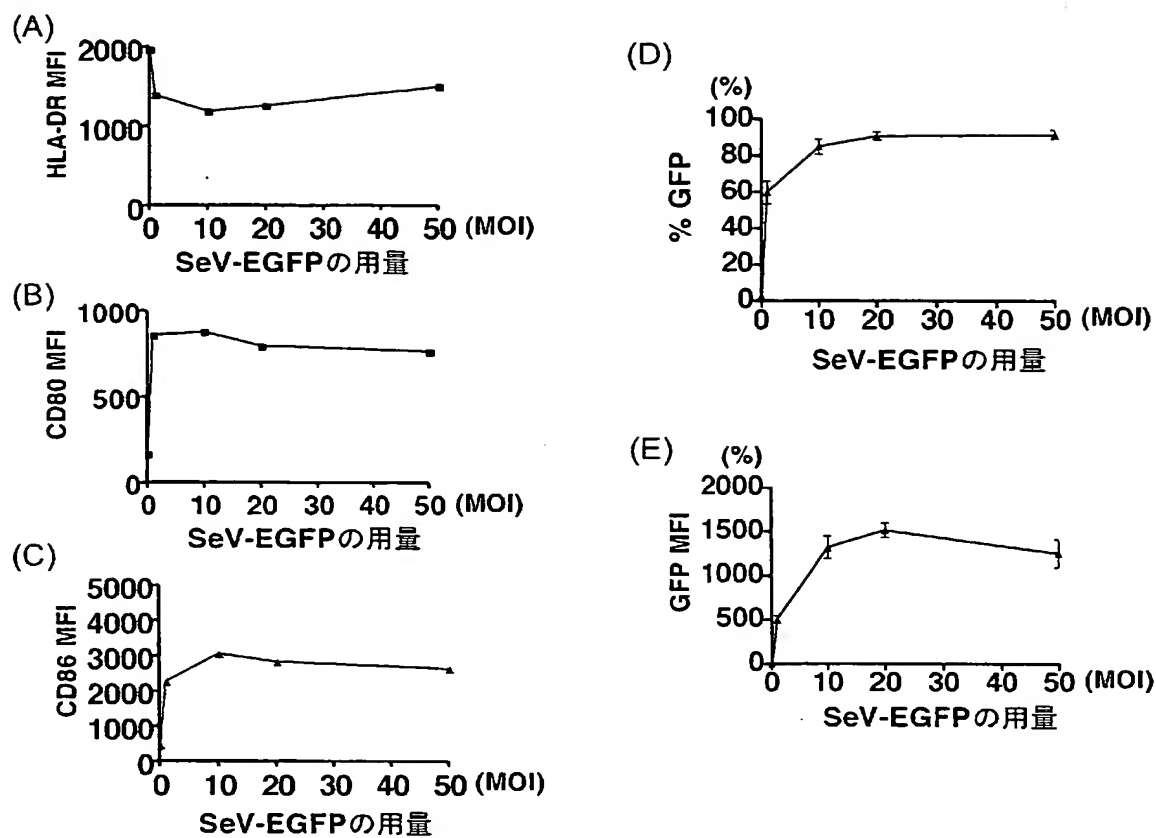 (A)
HLA-DR MFI
2000
1000
0
0 10 20 30 40 50 (MOI)
SeV-EGFPの用量
(B)
CD80 MFI
1000
500
0
0 10 20 30 40 50 (MOI)
SeV-EGFPの用量
(C)
CD86 MFI
5000
4000
3000
2000
1000
0
0 10 20 30 40 50 (MOI)
SeV-EGFPの用量
(D)
(%)
% GFP
100
80
60
40
20
0
0 10 20 30 40 50 (MOI)
SeV-EGFPの用量
(E)
(%)
GFP MFI
2000
1500
1000
500
0
0 10 20 30 40 50 (MOI)
SeV-EGFPの用量